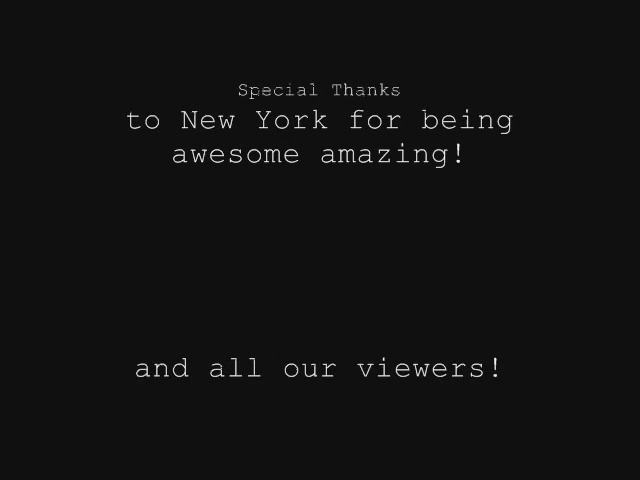 Special Thanks
to New York for being
awesome amazing!
and all our viewers!